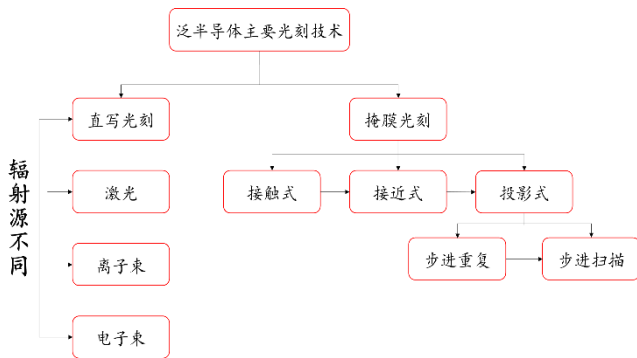 泛半导体主要光刻技术
直写光刻
掩膜光刻
辐射源不同
激光
接触式
接近式
投影式
离子束
步进重复
步进扫描
电子束